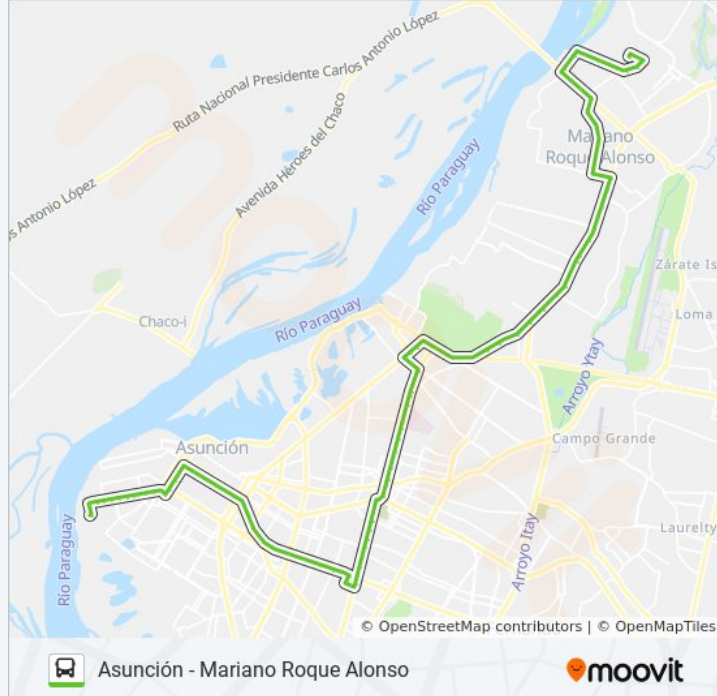 Ruta Nacional Presidente Carlos Antonio López
Mariano
Roque Alonso
os Antonio López
Avenida Héroes del Chaco
Río Paraguay
Zárate Is
Chaco-i
Río Paraguay
Loma
Arroyo Ytay
Asunción
Campo Grande
Río Paraguay
Arroyo Itay
Laurelty
© OpenStreetMap contributors | © OpenMapTiles
Asunción - Mariano Roque Alonso
moovit